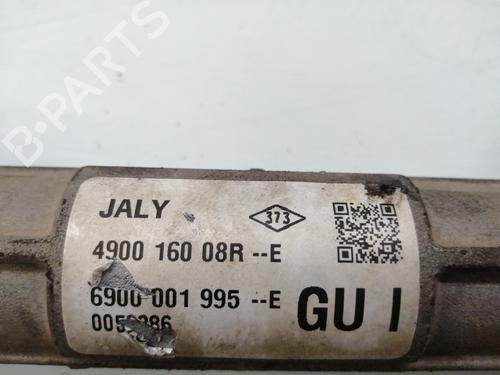 B-PARTS
JALY
373
4900 160 08R --E
6900 001 995 --E
GU I